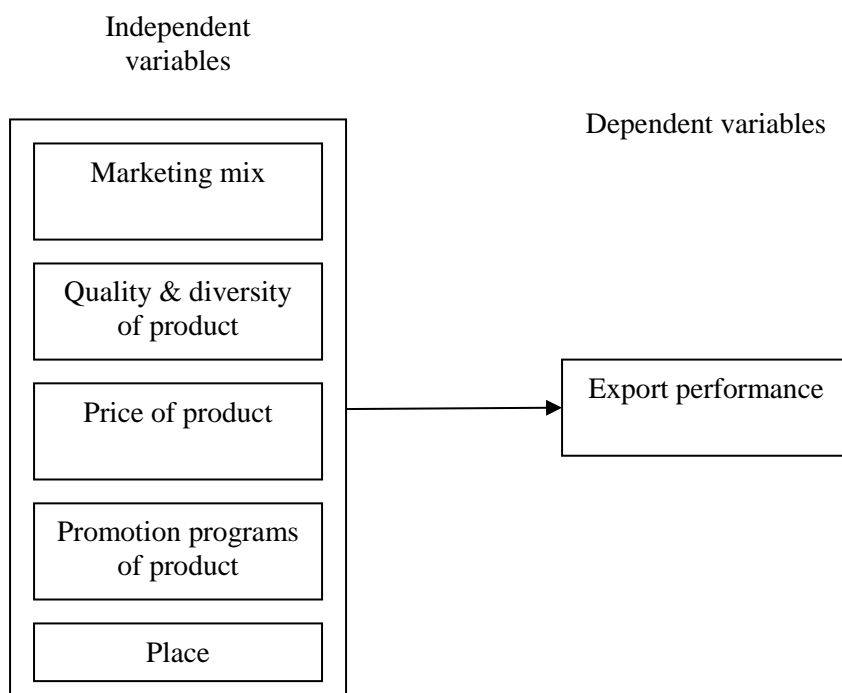 Independent
variables
Dependent variables
Marketing mix
Quality & diversity
of product
Price of product
Export performance
Promotion programs
of product
Place